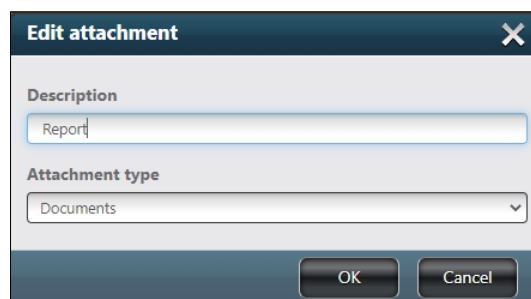 Edit attachment
Description
Report
Attachment type
Documents
OK Cancel